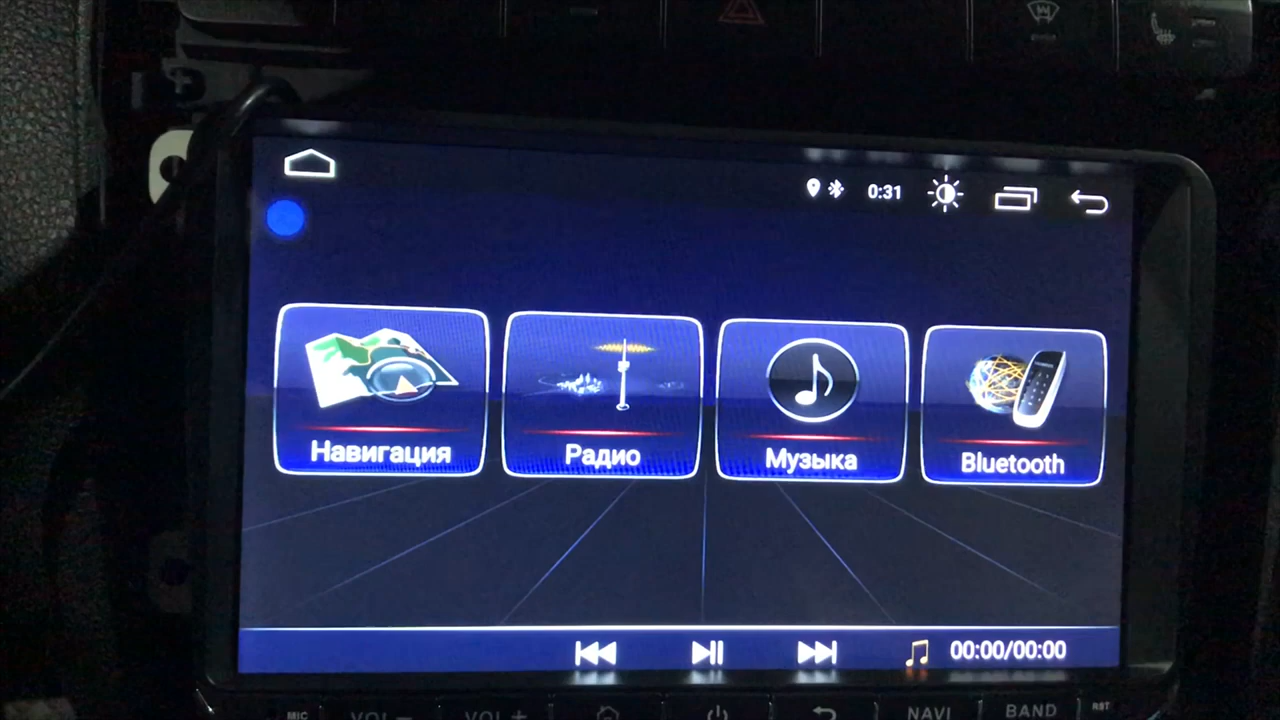 0:31
Навигация
Радио
Музыка
Bluetooth
00:00/00:00
MIC
VOL −
VOL +
NAVI
BAND
RST